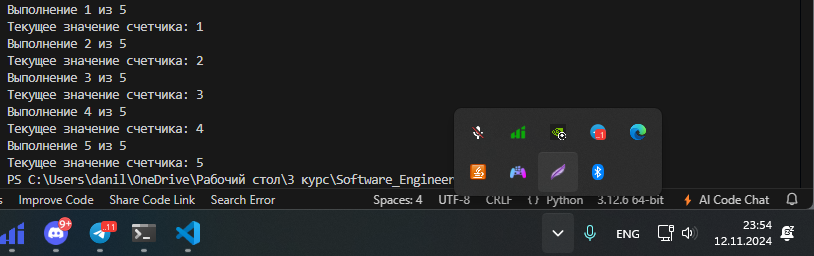 Выполнение 1 из 5
Текущее значение счетчика: 1
Выполнение 2 из 5
Текущее значение счетчика: 2
Выполнение 3 из 5
Текущее значение счетчика: 3
Выполнение 4 из 5
Текущее значение счетчика: 4
Выполнение 5 из 5
Текущее значение счетчика: 5
PS C:\Users\danil\OneDrive\Рабочий стол\3 курс\Software_Engineer
s Improve Code Share Code Link Search Error Spaces: 4 UTF-8 CRLF {} Python 3.12.6 64-bit AI Code Chat
9+ ..11 ENG 23:54
12.11.2024